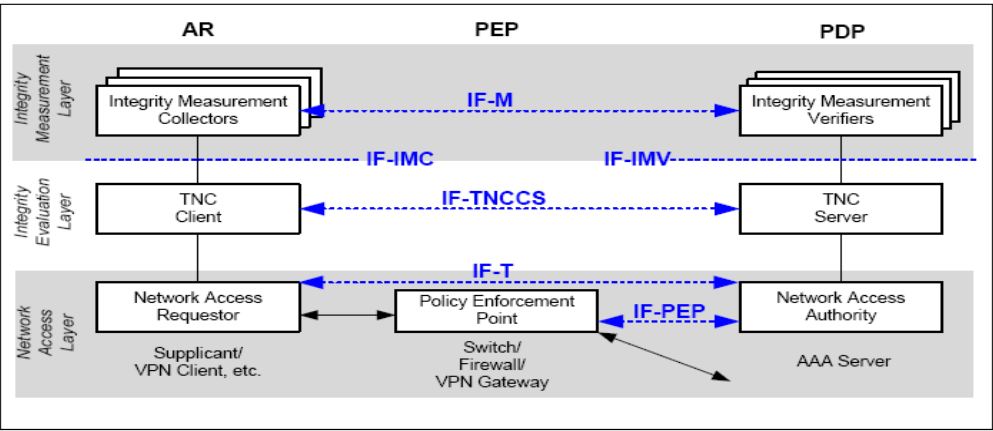 AR
PEP
PDP
Integrity
Measurement
Layer
Integrity Measurement
Collectors
IF-M
Integrity Measurement
Verifiers
IF-IMC
IF-IMV
Integrity
Evaluation
Layer
TNC
Client
IF-TNCCS
TNC
Server
Network
Access
Layer
IF-T
Network Access
Requestor
Policy Enforcement
Point
IF-PEP
Network Access
Authority
Supplicant/
VPN Client, etc.
Switch/
Firewall/
VPN Gateway
AAA Server